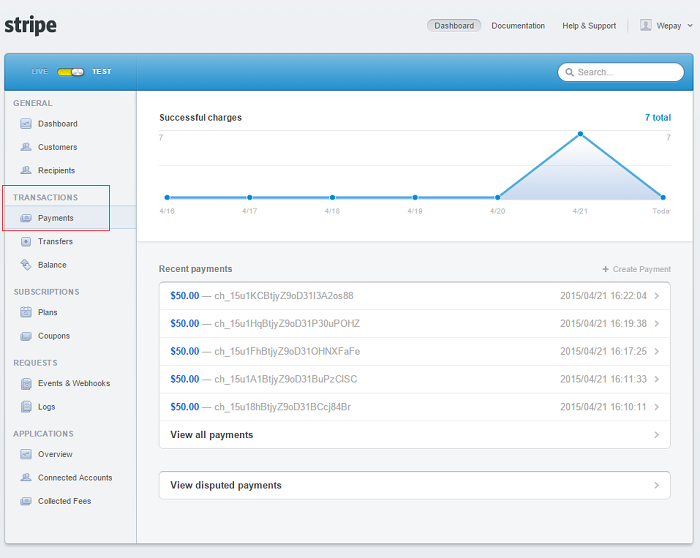 stripe
Dashboard Documentation Help & Support Wepay
LIVE TEST Search...
GENERAL
Dashboard
Customers
Recipients
TRANSACTIONS
Payments
Transfers
Balance
SUBSCRIPTIONS
Plans
Coupons
REQUESTS
Events & Webhooks
Logs
APPLICATIONS
Overview
Connected Accounts
Collected Fees
Successful charges 7 total
7 7
4/16 4/17 4/18 4/19 4/20 4/21 Toda
Recent payments + Create Payment
$50.00 — ch_15u1KCBtjyZ9oD31I3A2os88 2015/04/21 16:22:04
$50.00 — ch_15u1HqBtjyZ9oD31P30uPOHZ 2015/04/21 16:19:38
$50.00 — ch_15u1FhBtjyZ9oD31OHNXFaFe 2015/04/21 16:17:25
$50.00 — ch_15u1A1BtjyZ9oD31BuPzClSC 2015/04/21 16:11:33
$50.00 — ch_15u18hBtjyZ9oD31BCcj84Br 2015/04/21 16:10:11
View all payments
View disputed payments